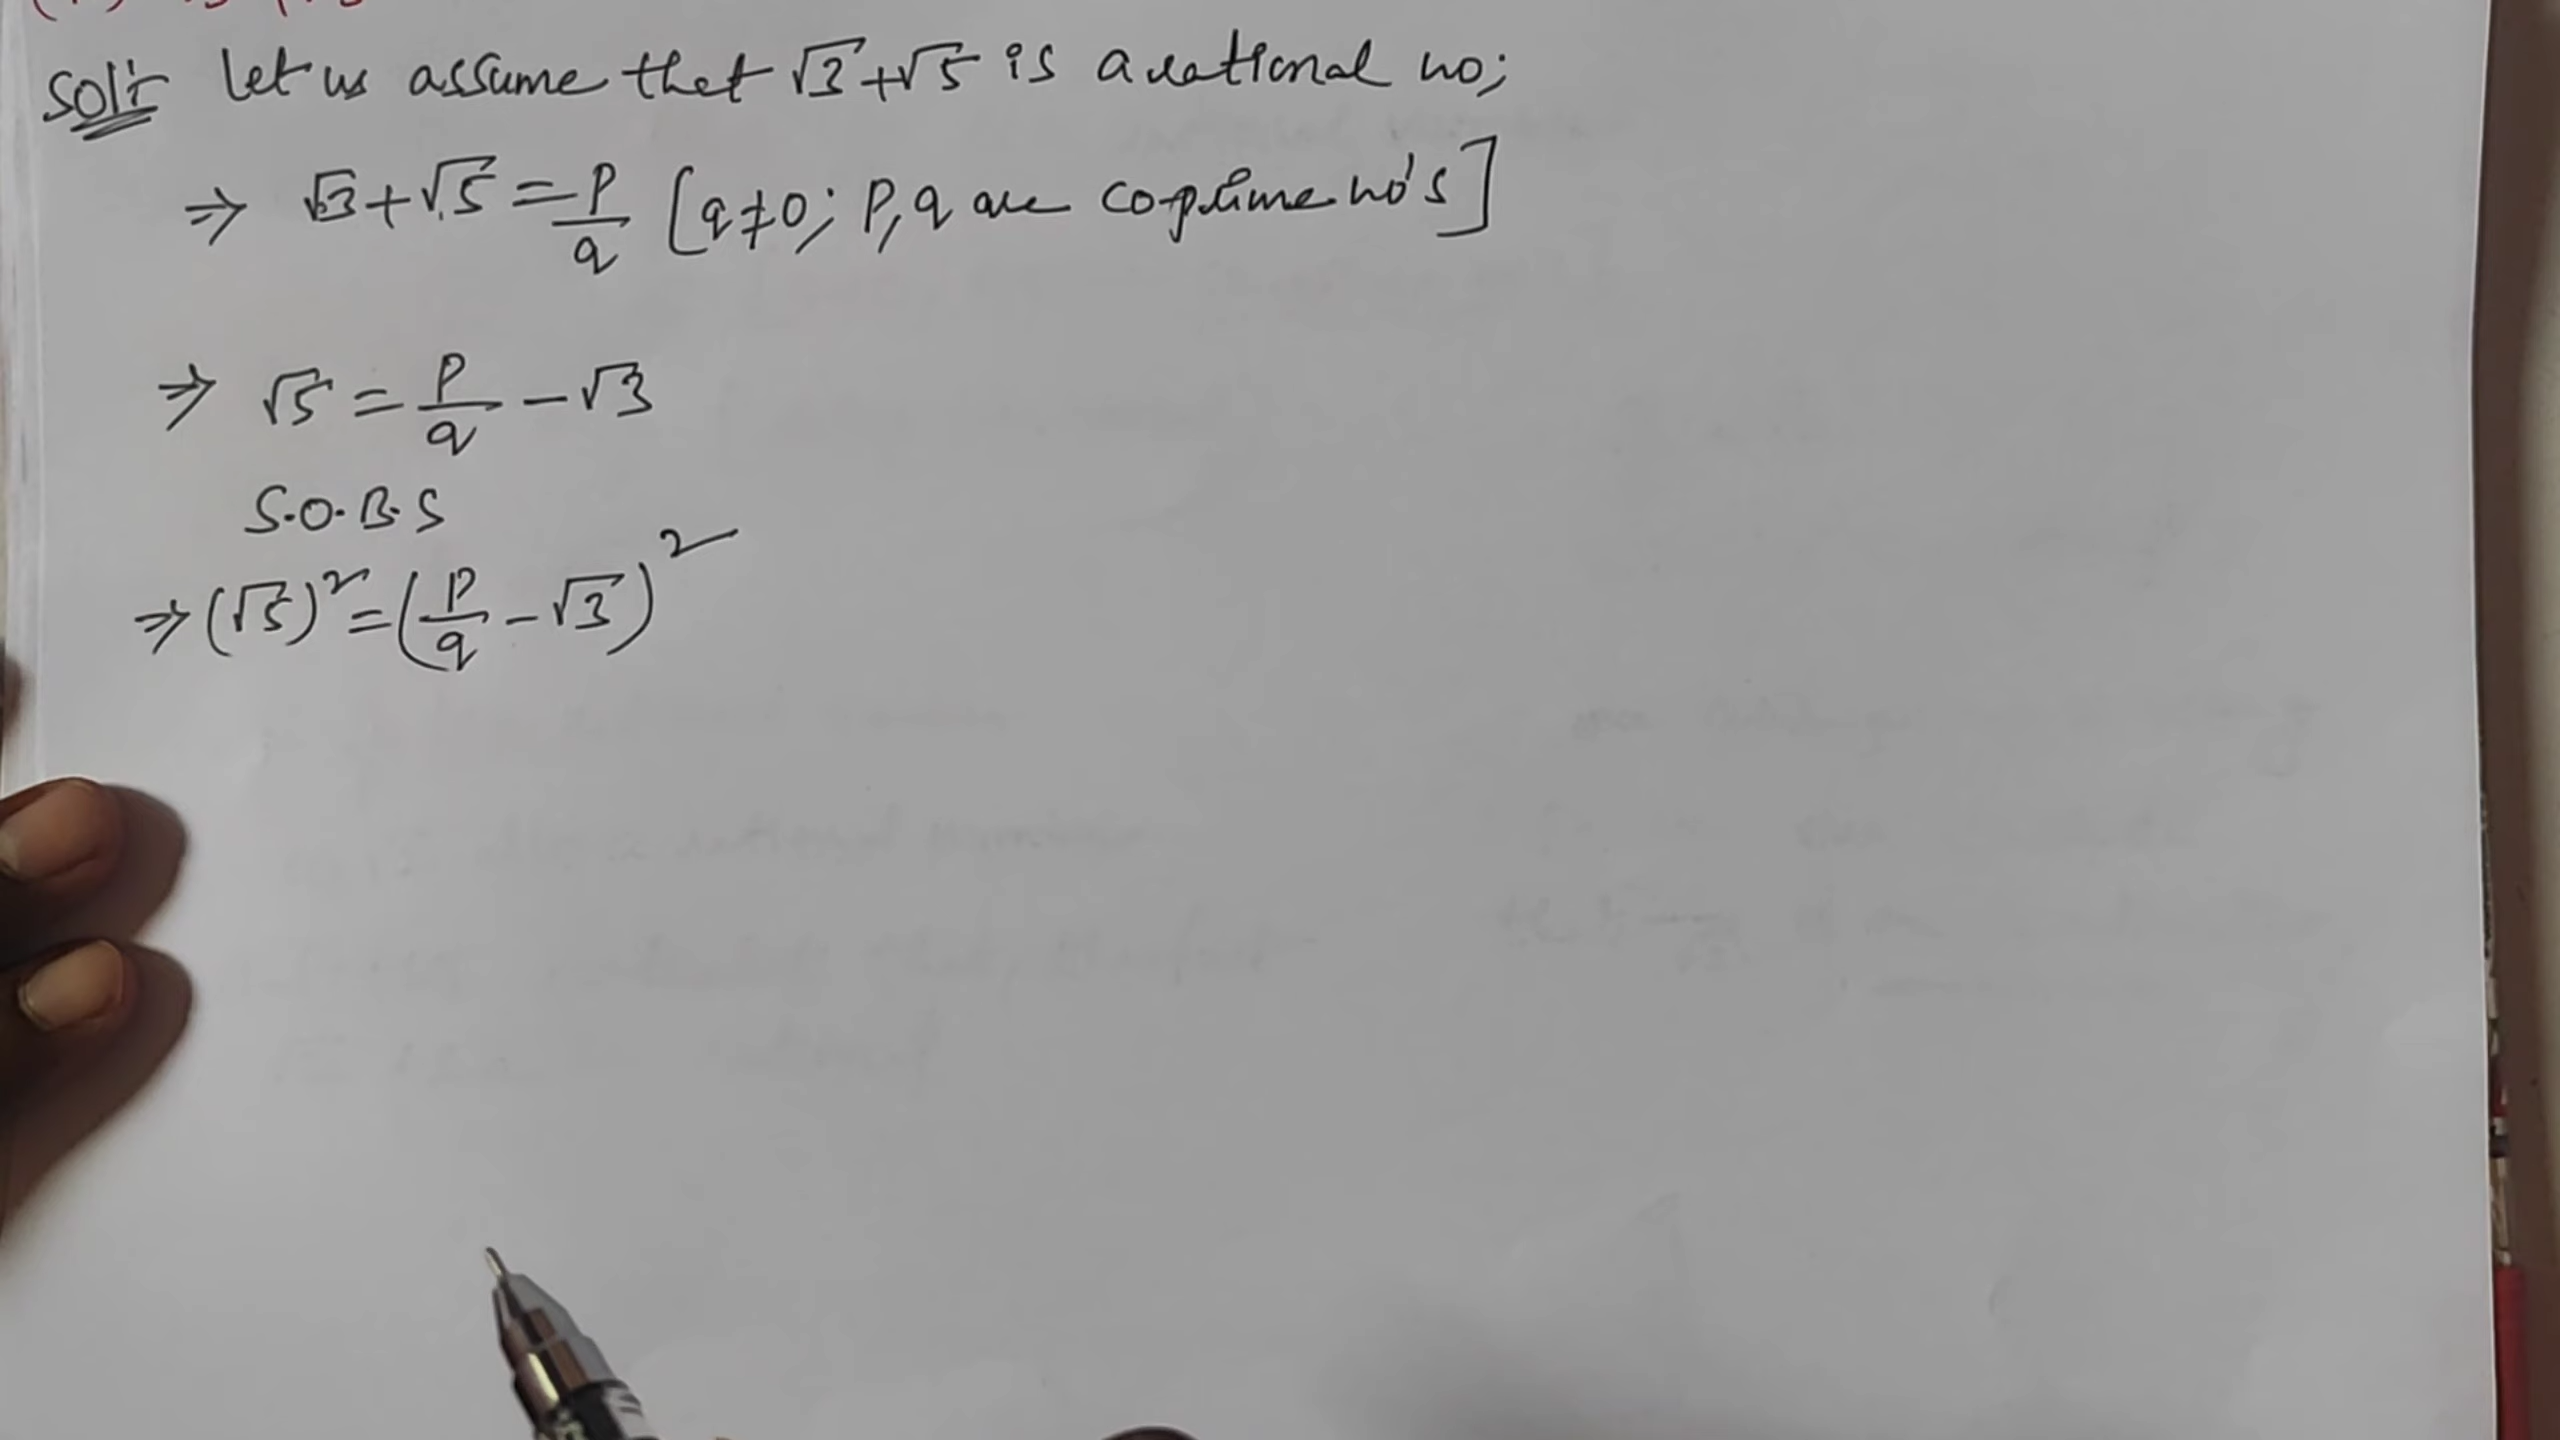 Sol: let us assume that √3+√5 is a rational no;
⇒ √3+√5 = p/q [q≠0; P,q are co-prime no's]
⇒ √5 = p/q - √3
S.O.B.S
⇒ (√5)² = (p/q - √3)²